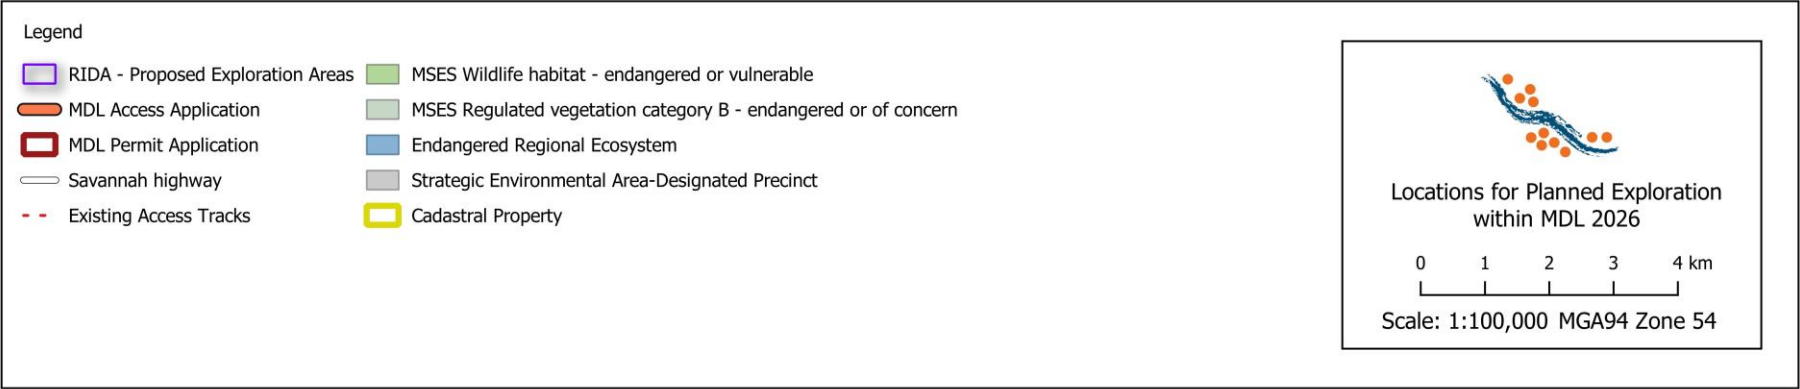 Legend
RIDA - Proposed Exploration Areas
MDL Access Application
MDL Permit Application
Savannah highway
Existing Access Tracks
MSES Wildlife habitat - endangered or vulnerable
MSES Regulated vegetation category B - endangered or of concern
Endangered Regional Ecosystem
Strategic Environmental Area-Designated Precinct
Cadastral Property
Locations for Planned Exploration
within MDL 2026
0 1 2 3 4 km
Scale: 1:100,000 MGA94 Zone 54